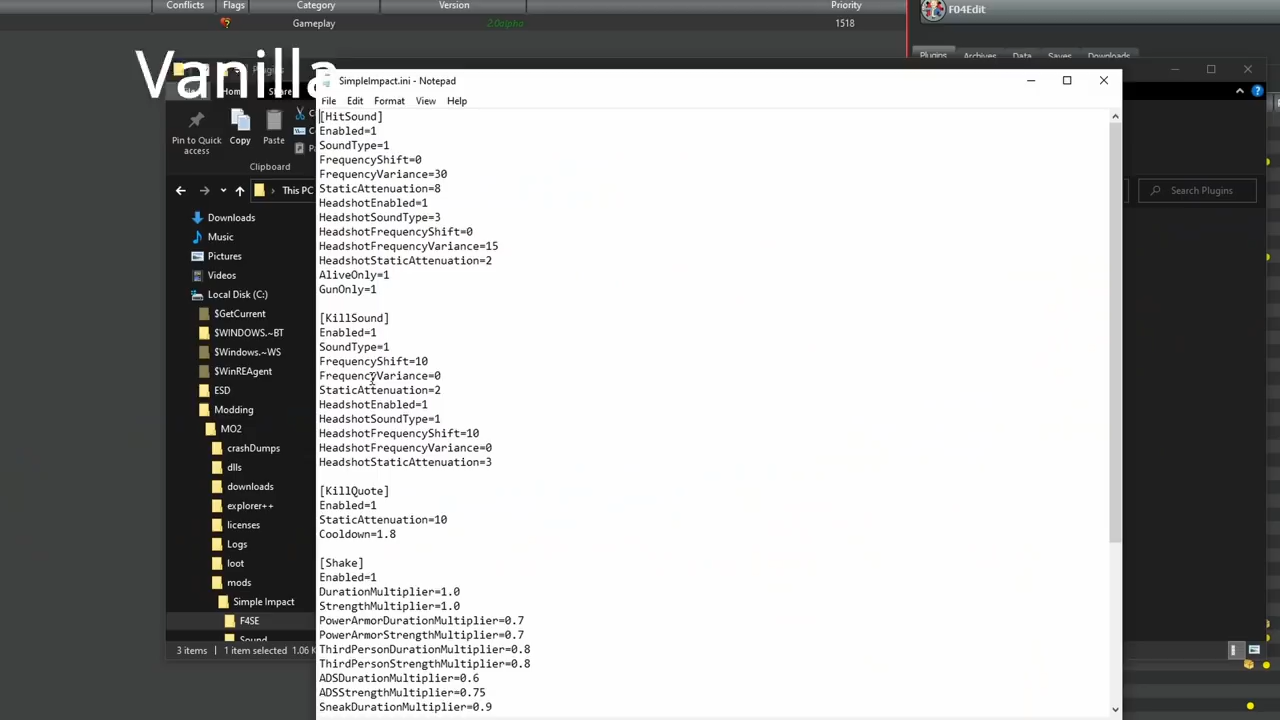 Conflicts Flags Category Version Priority
Gameplay 2.0alpha 1518
FO4Edit
Plugins Archives Data Saves Downloads
Vanilla
SimpleImpact.ini - Notepad
File Edit Format View Help
Home Share
Pin to Quick access
Copy
Paste
Clipboard
This PC
Search Plugins
Downloads
Music
Pictures
Videos
Local Disk (C:)
$GetCurrent
$WINDOWS.~BT
$Windows.~WS
$WinREAgent
ESD
Modding
MO2
crashDumps
dlls
downloads
explorer++
licenses
Logs
loot
mods
Simple Impact
F4SE
Sound
3 items 1 item selected 1.06 K
[HitSound]
Enabled=1
SoundType=1
FrequencyShift=0
FrequencyVariance=30
StaticAttenuation=8
HeadshotEnabled=1
HeadshotSoundType=3
HeadshotFrequencyShift=0
HeadshotFrequencyVariance=15
HeadshotStaticAttenuation=2
AliveOnly=1
GunOnly=1
[KillSound]
Enabled=1
SoundType=1
FrequencyShift=10
FrequencyVariance=0
StaticAttenuation=2
HeadshotEnabled=1
HeadshotSoundType=1
HeadshotFrequencyShift=10
HeadshotFrequencyVariance=0
HeadshotStaticAttenuation=3
[KillQuote]
Enabled=1
StaticAttenuation=10
Cooldown=1.8
[Shake]
Enabled=1
DurationMultiplier=1.0
StrengthMultiplier=1.0
PowerArmorDurationMultiplier=0.7
PowerArmorStrengthMultiplier=0.7
ThirdPersonDurationMultiplier=0.8
ThirdPersonStrengthMultiplier=0.8
ADSDurationMultiplier=0.6
ADSStrengthMultiplier=0.75
SneakDurationMultiplier=0.9